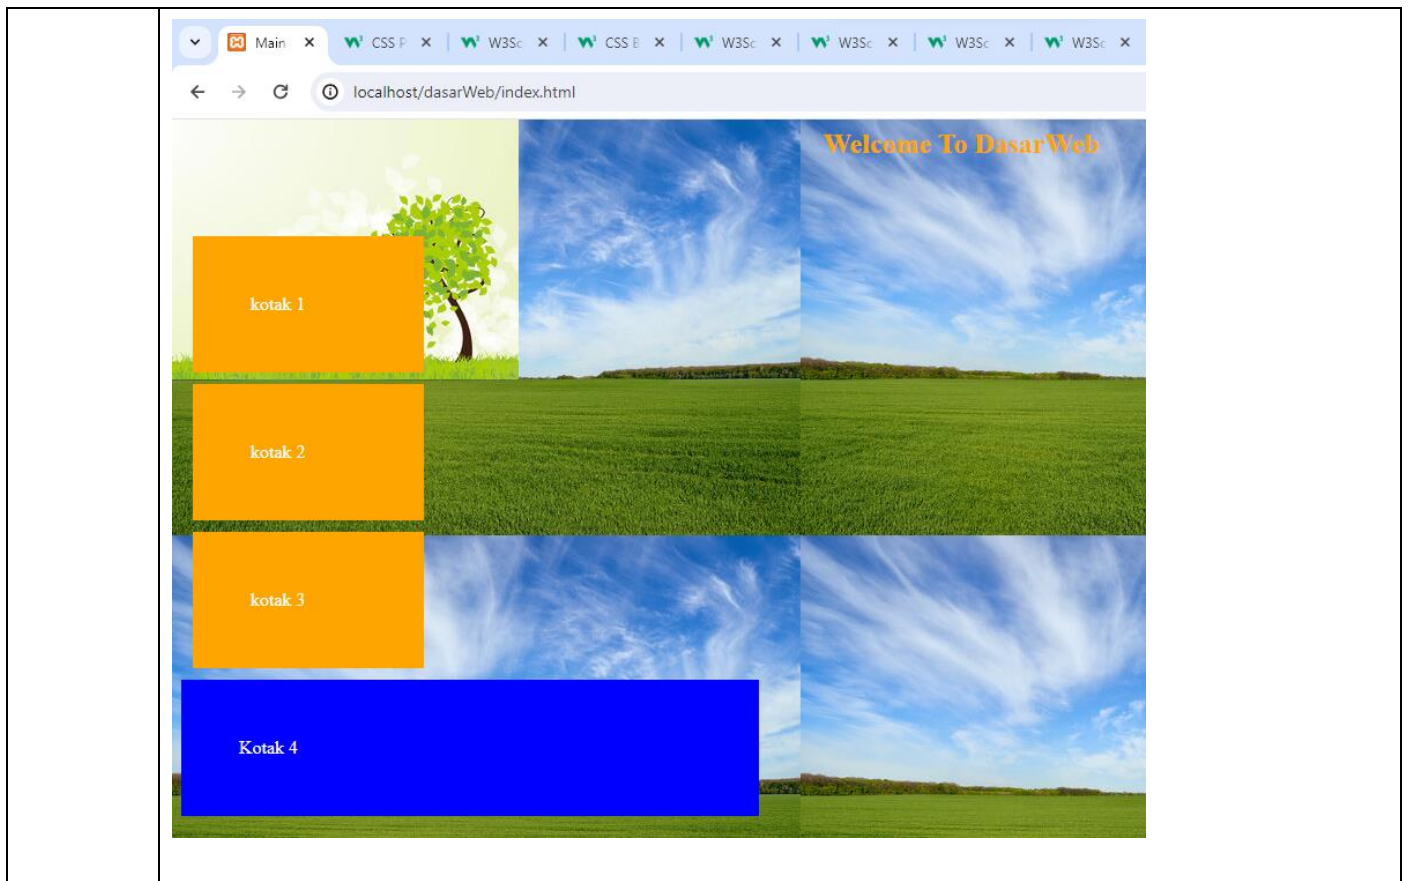 Main
CSS P
W3Sc
CSS B
W3Sc
W3Sc
W3Sc
W3Sc
localhost/dasarWeb/index.html
Welcome To DasarWeb
kotak 1
kotak 2
kotak 3
Kotak 4